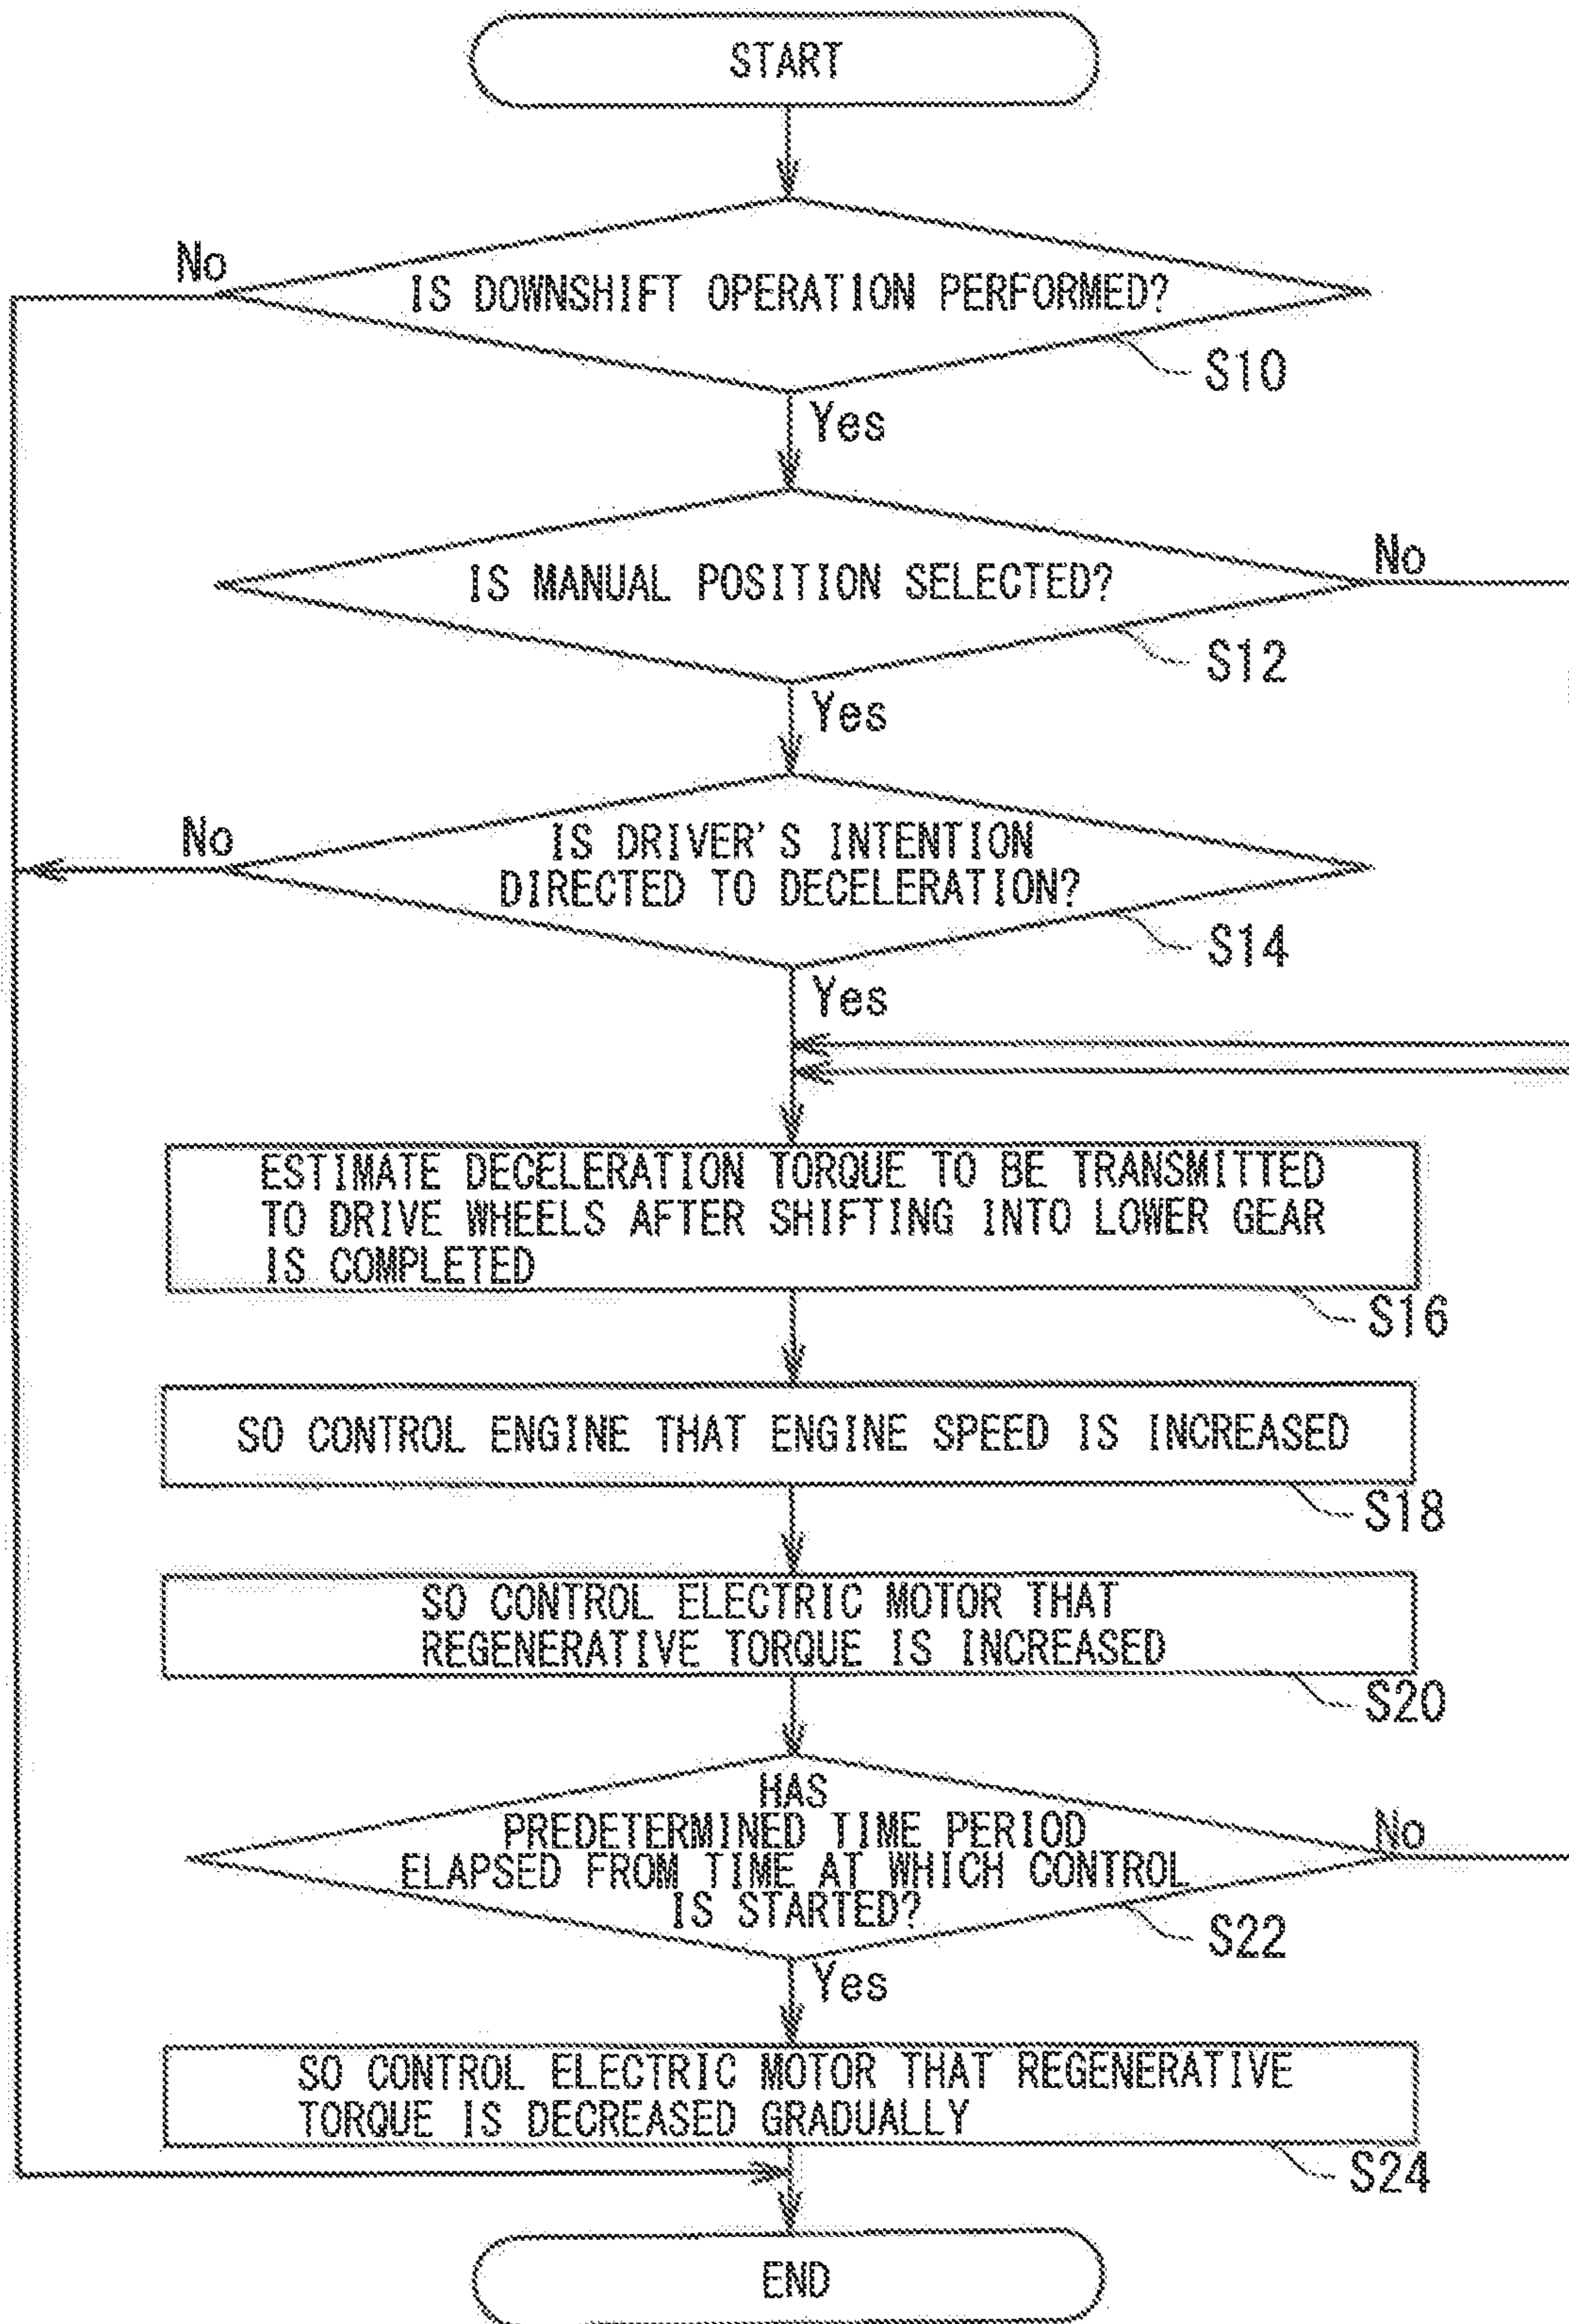 START
No
IS DOWNSHIFT OPERATION PERFORMED?
S10
Yes
No
IS MANUAL POSITION SELECTED?
S12
Yes
No
IS DRIVER'S INTENTION
DIRECTED TO DECELERATION?
S14
Yes
ESTIMATE DECELERATION TORQUE TO BE TRANSMITTED
TO DRIVE WHEELS AFTER SHIFTING INTO LOWER GEAR
IS COMPLETED
S16
SO CONTROL ENGINE THAT ENGINE SPEED IS INCREASED
S18
SO CONTROL ELECTRIC MOTOR THAT
REGENERATIVE TORQUE IS INCREASED
S20
HAS
PREDETERMINED TIME PERIOD
ELAPSED FROM TIME AT WHICH CONTROL
IS STARTED?
No
S22
Yes
SO CONTROL ELECTRIC MOTOR THAT REGENERATIVE
TORQUE IS DECREASED GRADUALLY
S24
END